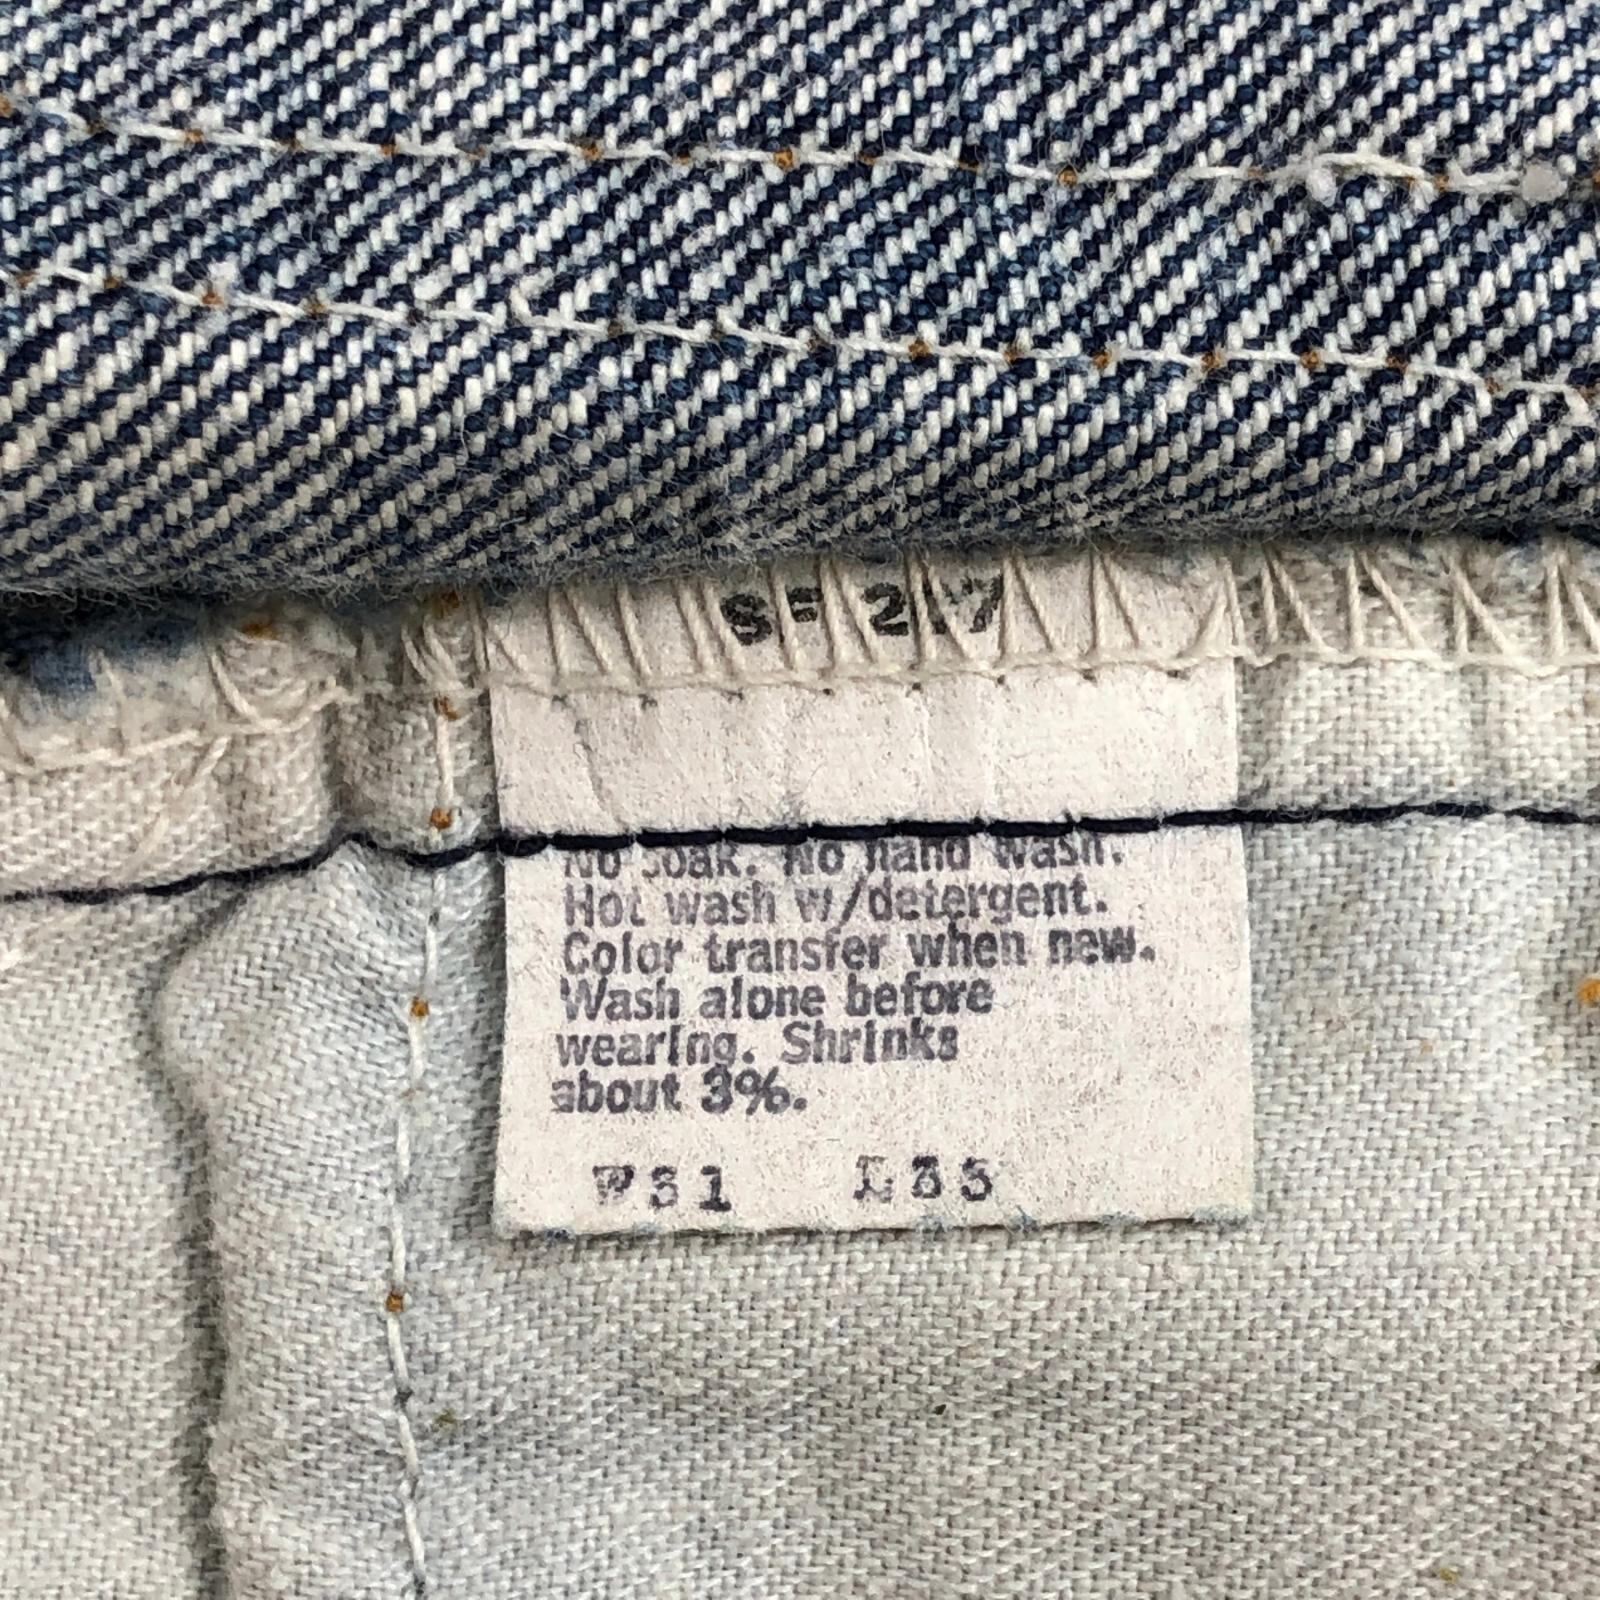 No soak. No hand wash.
Hot wash w/detergent.
Color transfer when new.
Wash alone before
wearing. Shrinks
about 3%.
W31 L33